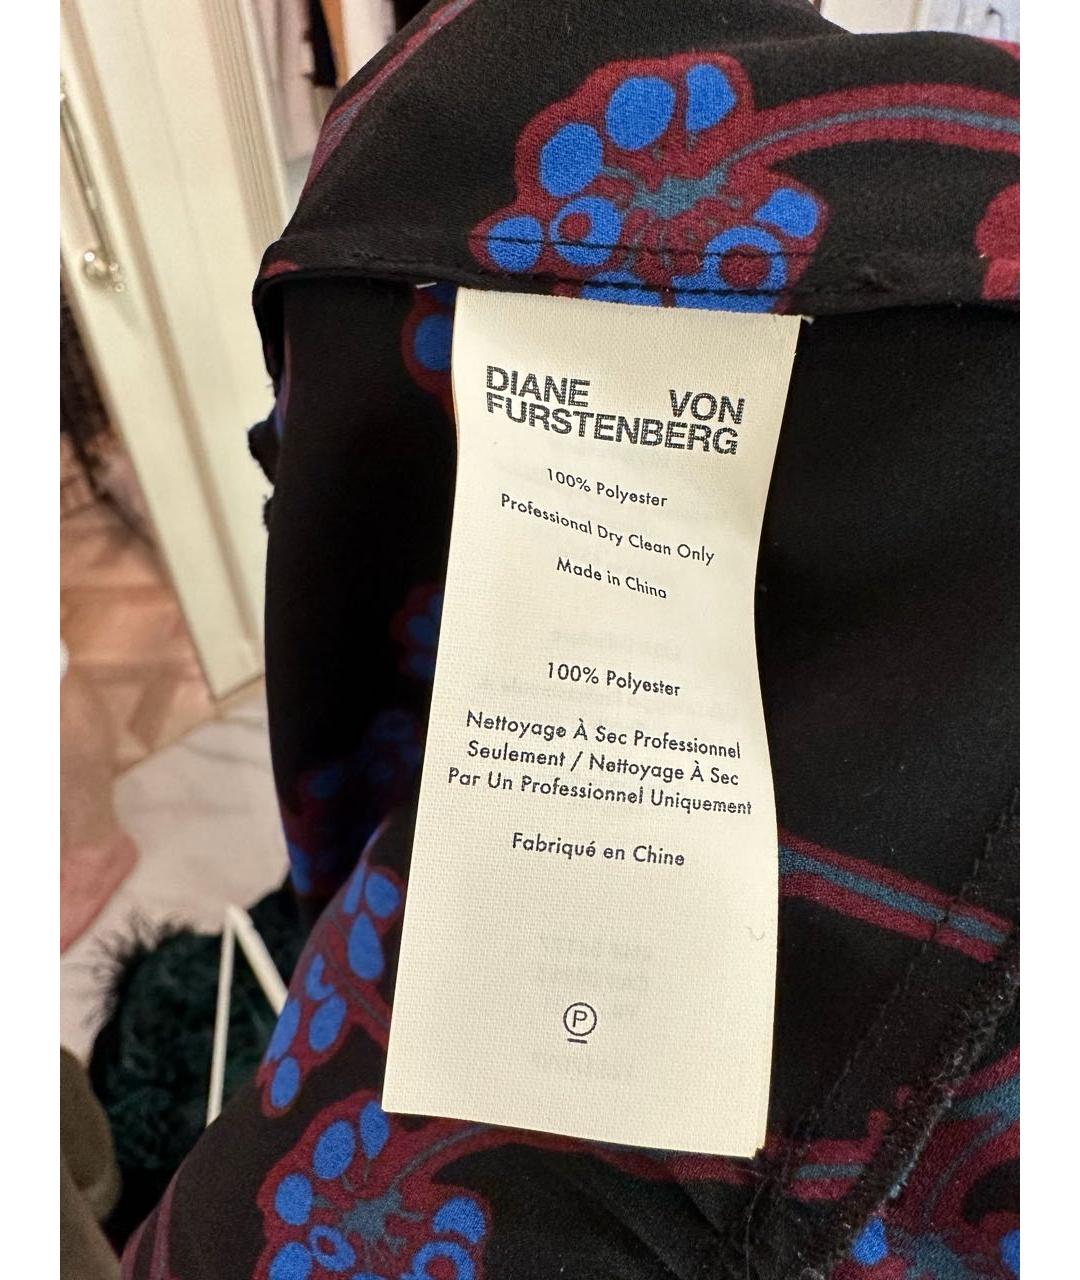 DIANE VON
FURSTENBERG
100% Polyester
Professional Dry Clean Only
Made in China
100% Polyester
Nettoyage À Sec Professionnel
Seulement / Nettoyage À Sec
Par Un Professionnel Uniquement
Fabriqué en Chine
P